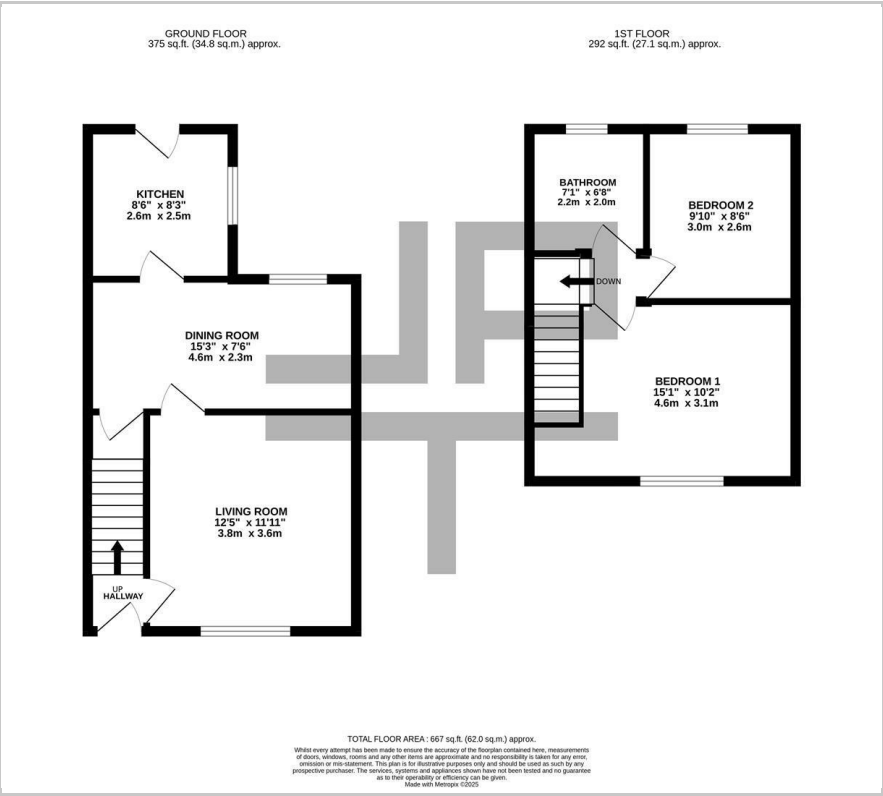 GROUND FLOOR
375 sq.ft. (34.8 sq.m.) approx.
1ST FLOOR
292 sq.ft. (27.1 sq.m.) approx.
KITCHEN
8'6" x 8'3"
2.6m x 2.5m
BATHROOM
7'1" x 6'8"
2.2m x 2.0m
BEDROOM 2
9'10" x 8'6"
3.0m x 2.6m
DOWN
DINING ROOM
15'3" x 7'6"
4.6m x 2.3m
BEDROOM 1
15'1" x 10'2"
4.6m x 3.1m
LIVING ROOM
12'5" x 11'11"
3.8m x 3.6m
UP
HALLWAY
TOTAL FLOOR AREA : 667 sq.ft. (62.0 sq.m.) approx.
Whilst every attempt has been made to ensure the accuracy of the floorplan contained here, measurements
of doors, windows, rooms and any other items are approximate and no responsibility is taken for any error,
omission or mis-statement. This plan is for illustrative purposes only and should be used as such by any
prospective purchaser. The services, systems and appliances shown have not been tested and no guarantee
as to their operability or efficiency can be given.
Made with Metropix ©2025